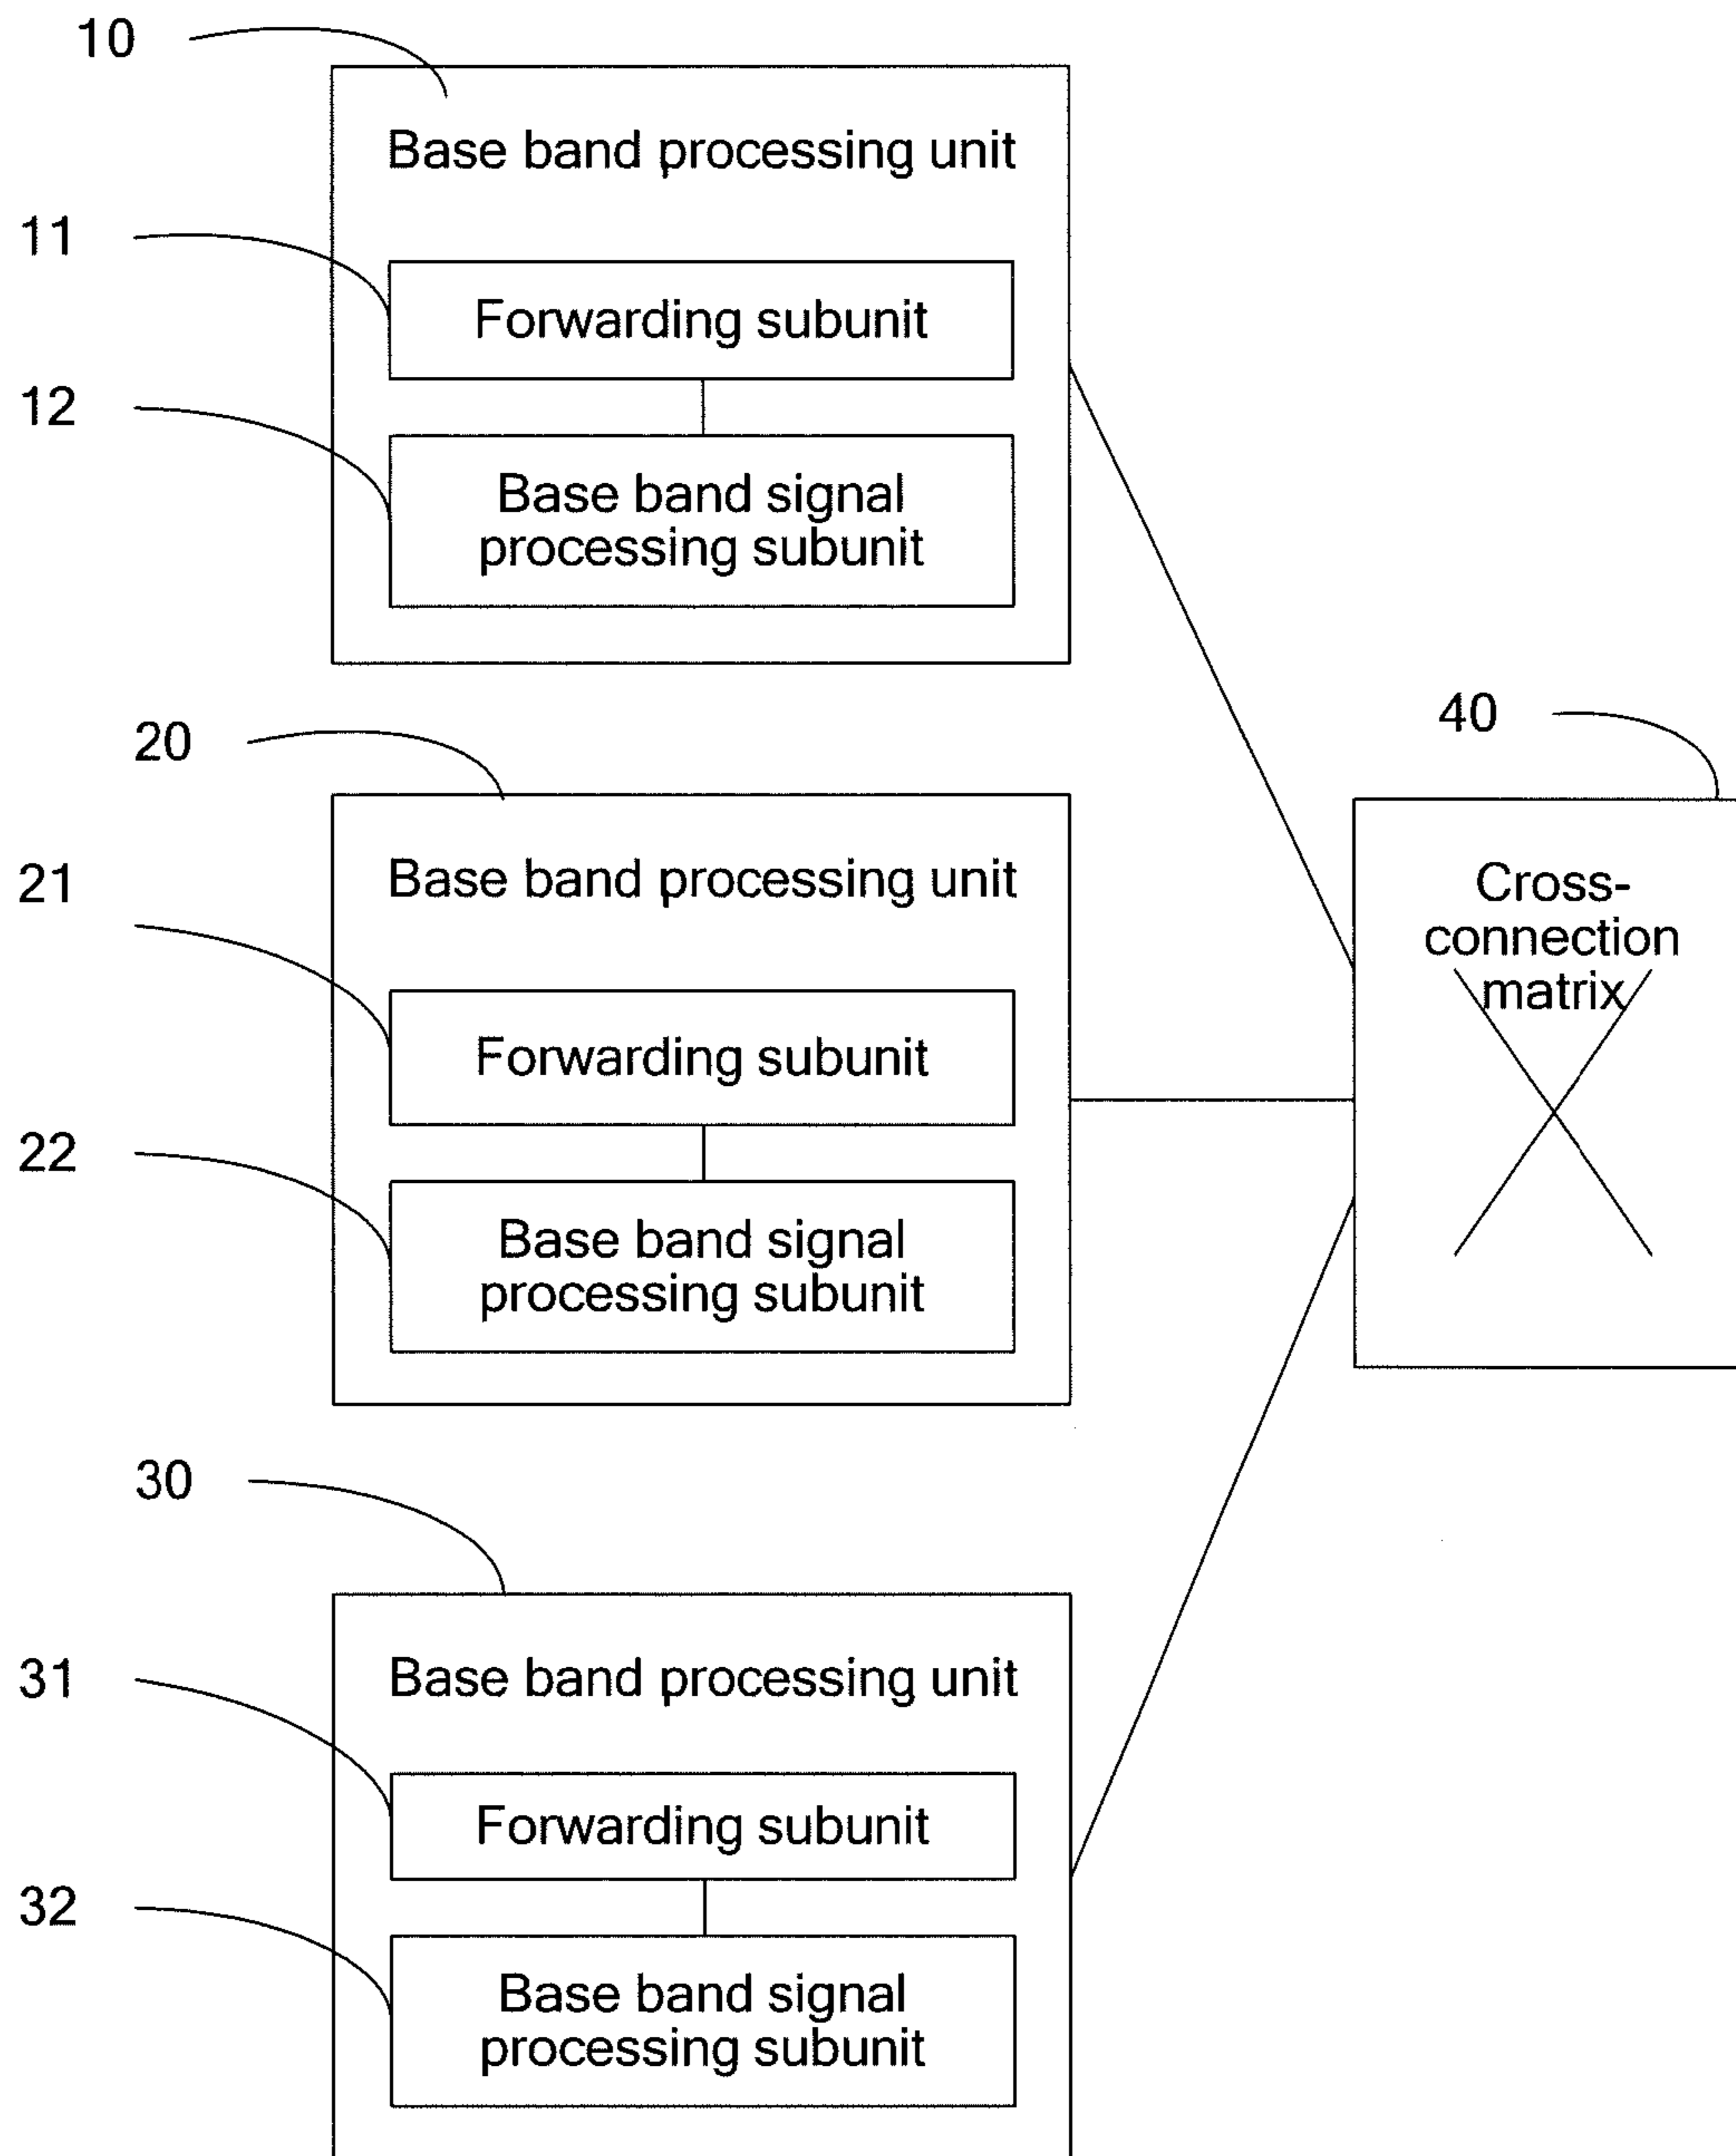 10
Base band processing unit
11
Forwarding subunit
12
Base band signal
processing subunit
20
40
Base band processing unit
21
Cross-
connection
matrix
Forwarding subunit
22
Base band signal
processing subunit
30
Base band processing unit
31
Forwarding subunit
32
Base band signal
processing subunit